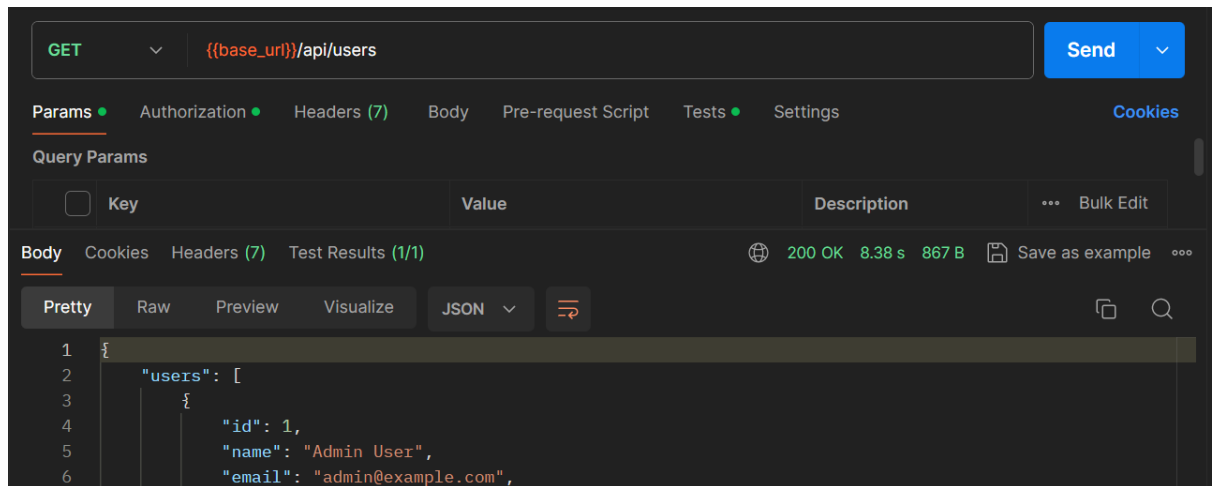 GET {{base_url}}/api/users Send
Params Authorization Headers (7) Body Pre-request Script Tests Settings Cookies
Query Params
Key Value Description Bulk Edit
Body Cookies Headers (7) Test Results (1/1) 200 OK 8.38 s 867 B Save as example
Pretty Raw Preview Visualize JSON
1 {
2 "users": [
3 {
4 "id": 1,
5 "name": "Admin User",
6 "email": "admin@example.com",